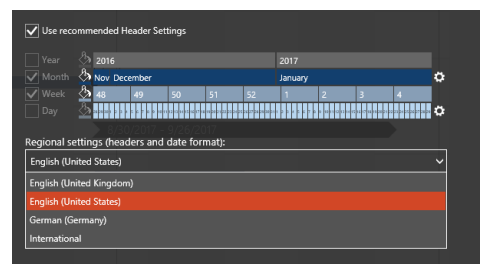 Use recommended Header Settings
Year 2016 2017
Month Nov December January
Week 48 49 50 51 52 1 2 3 4
Day
Regional settings (headers and date format):
English (United States)
English (United Kingdom)
English (United States)
German (Germany)
International